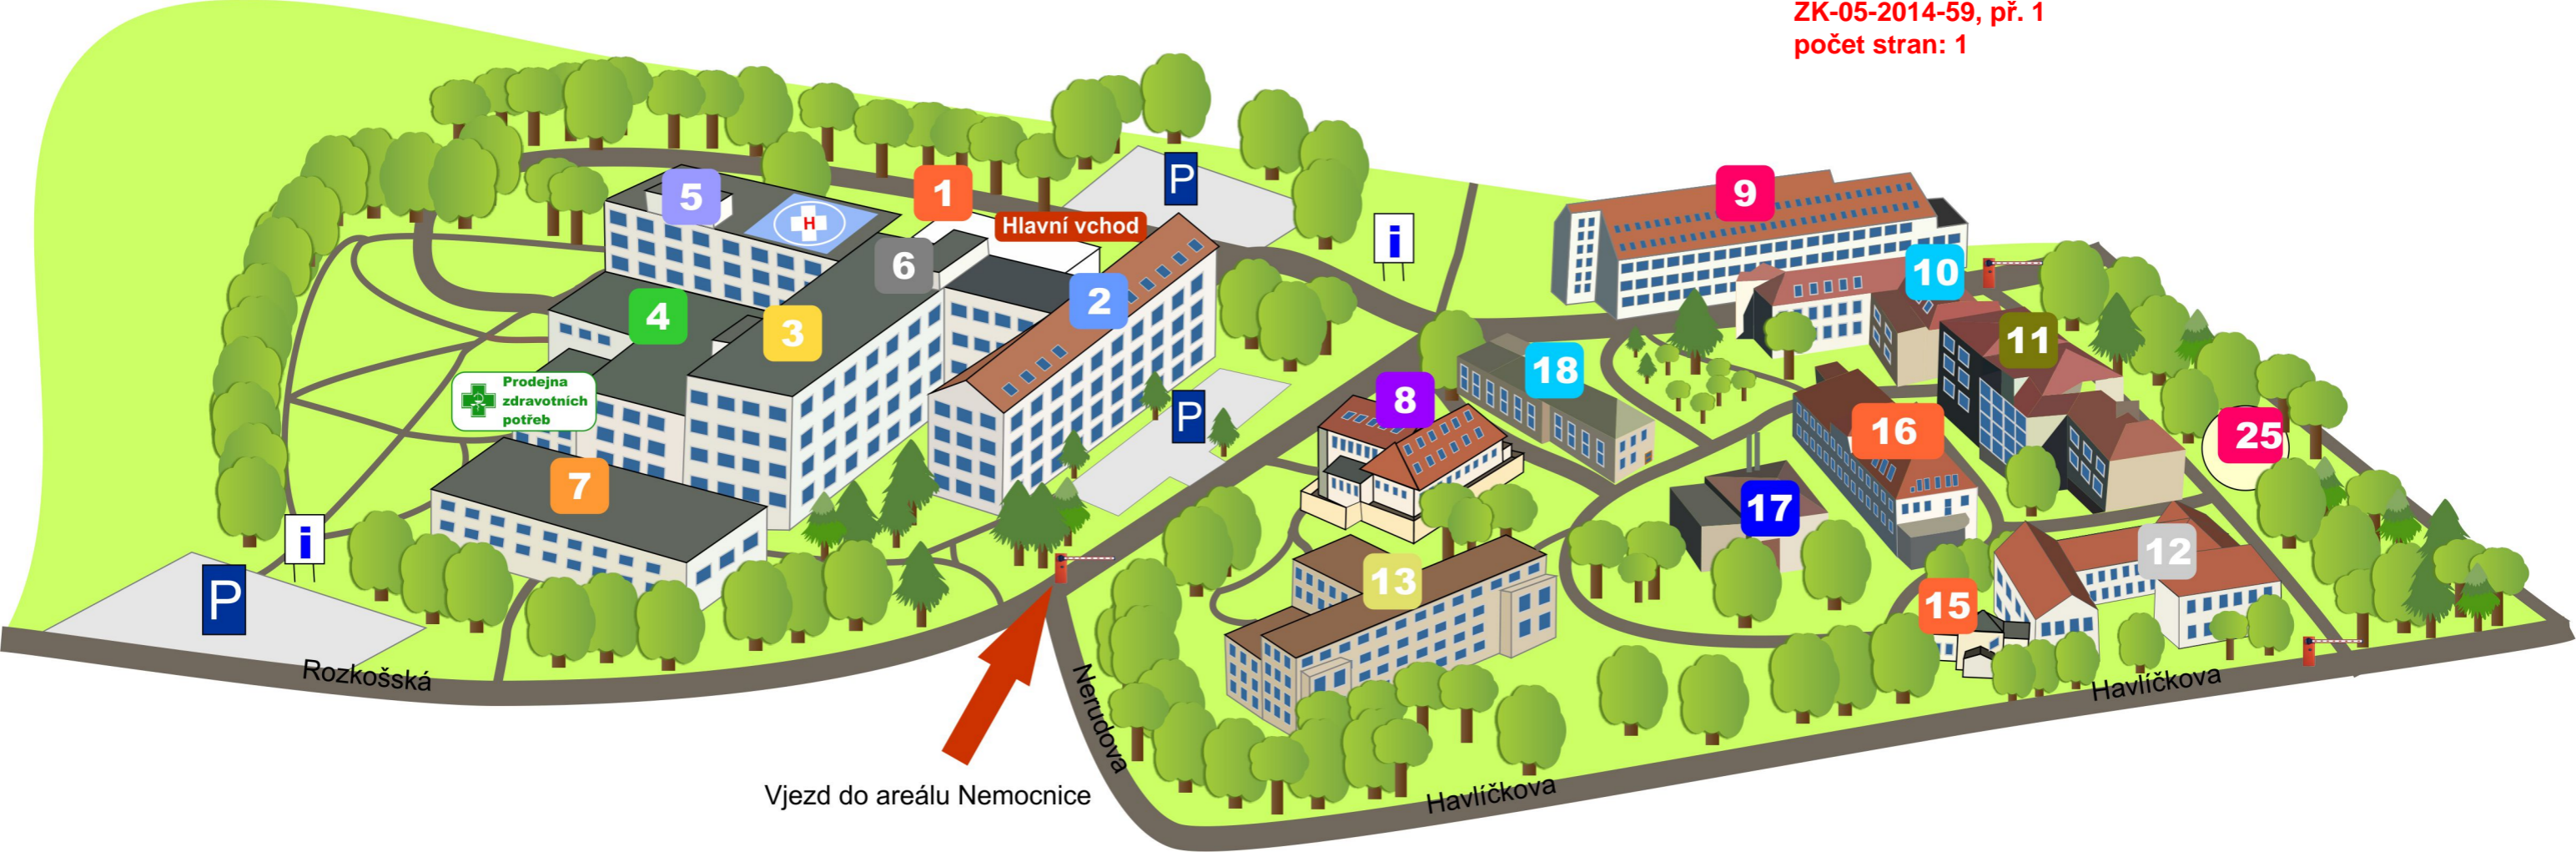 ZK-05-2014-59, př. 1
počet stran: 1
5
1
P
9
Hlavní vchod
i
6
10
2
4
3
11
18
Prodejna
zdravotních
potřeb
8
P
16
25
7
17
i
12
13
P
15
Rozkošská
Nerudova
Havlíčkova
Vjezd do areálu Nemocnice
Havlíčkova
H